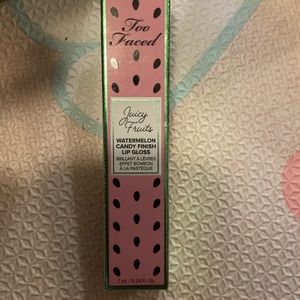 Too
Faced
Juicy
Fruits
WATERMELON
CANDY FINISH
LIP GLOSS
BRILLANT À LÈVRES
EFFET BONBON
À LA PASTÈQUE
7 ml / 0.24 Fl. Oz.